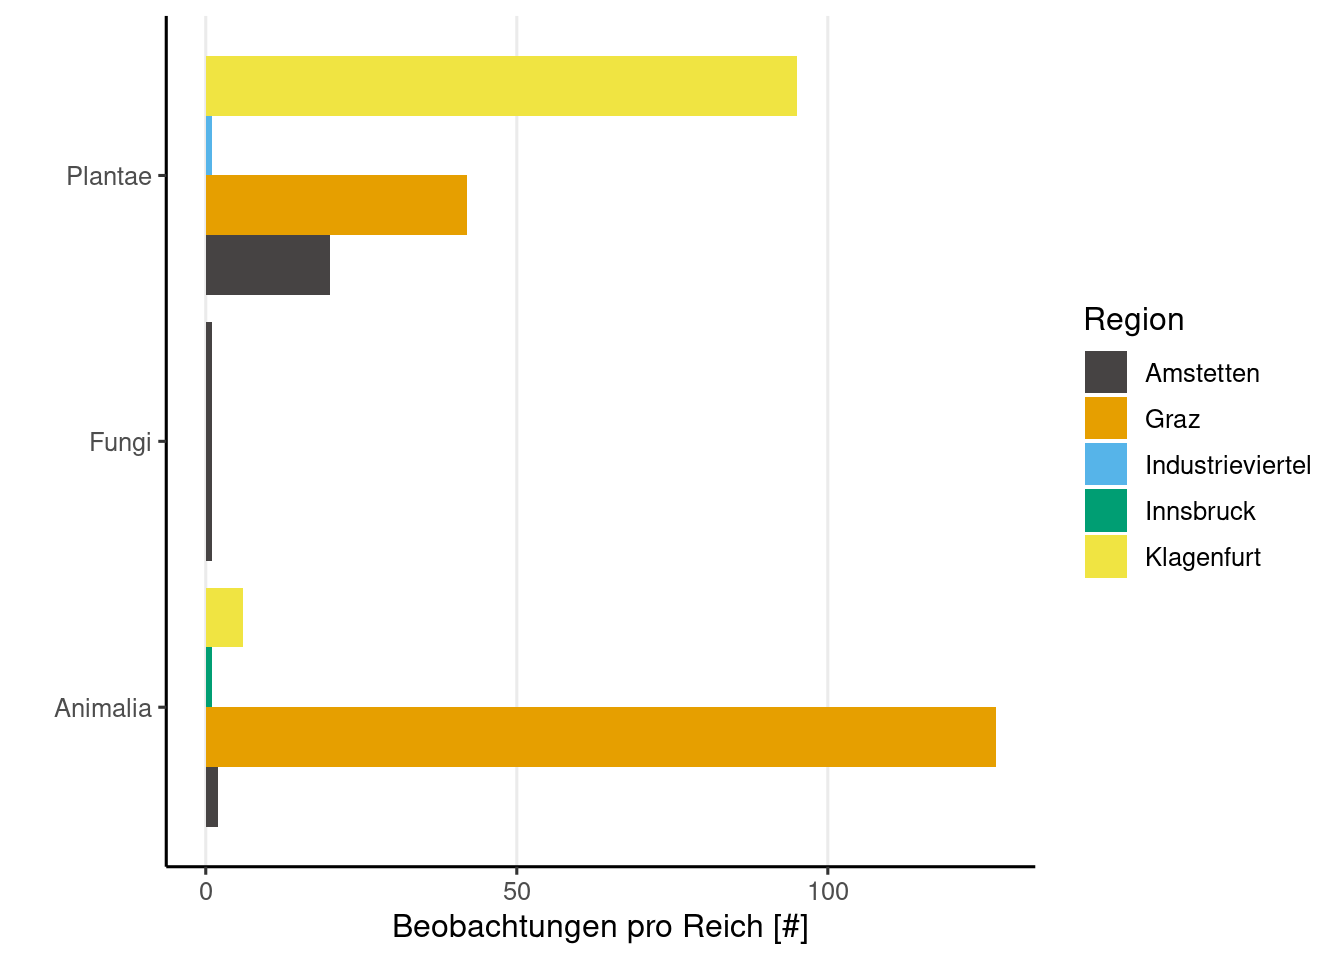 Plantae
Fungi
Animalia
0 50 100
Beobachtungen pro Reich [#]
Region
Amstetten
Graz
Industrieviertel
Innsbruck
Klagenfurt